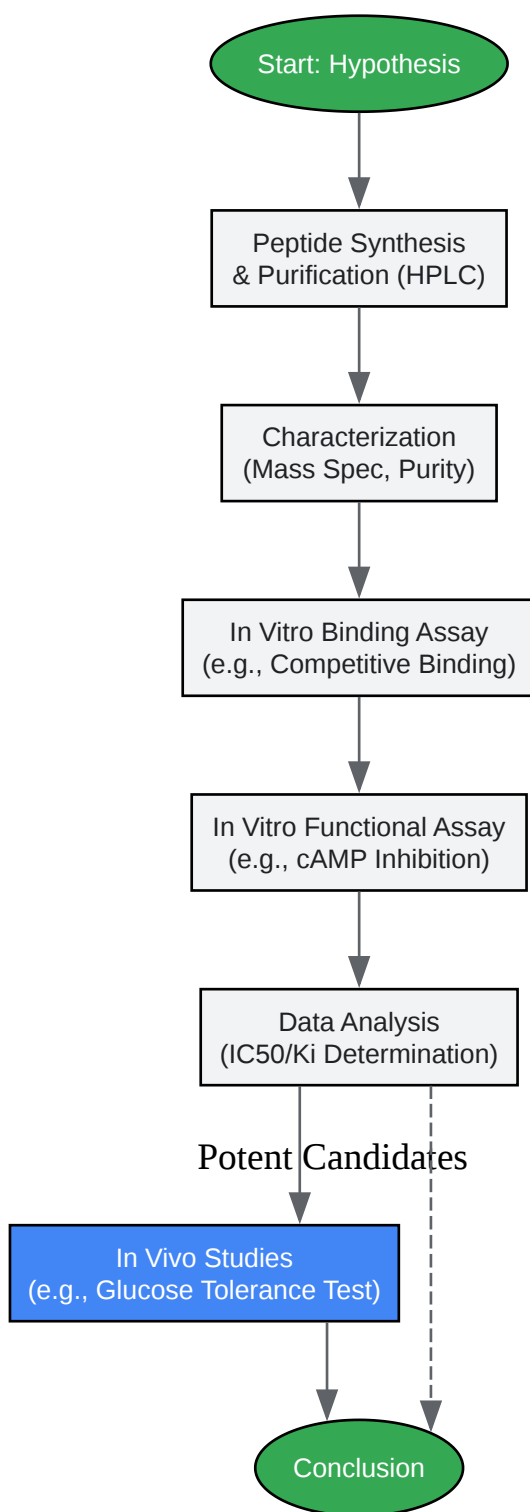 Start: Hypothesis
Peptide Synthesis
& Purification (HPLC)
Characterization
(Mass Spec, Purity)
In Vitro Binding Assay
(e.g., Competitive Binding)
In Vitro Functional Assay
(e.g., cAMP Inhibition)
Data Analysis
(IC50/Ki Determination)
Potent Candidates
In Vivo Studies
(e.g., Glucose Tolerance Test)
Conclusion